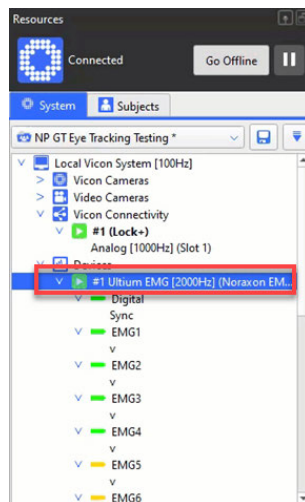 Resources
Connected
Go Offline
System
Subjects
NP GT Eye Tracking Testing *
Local Vicon System [100Hz]
Vicon Cameras
Video Cameras
Vicon Connectivity
#1 (Lock+)
Analog [1000Hz] (Slot 1)
Devices
#1 Ultium EMG [2000Hz] (Noraxon EM...
Digital
Sync
EMG1
v
EMG2
v
EMG3
v
EMG4
v
EMG5
v
EMG6